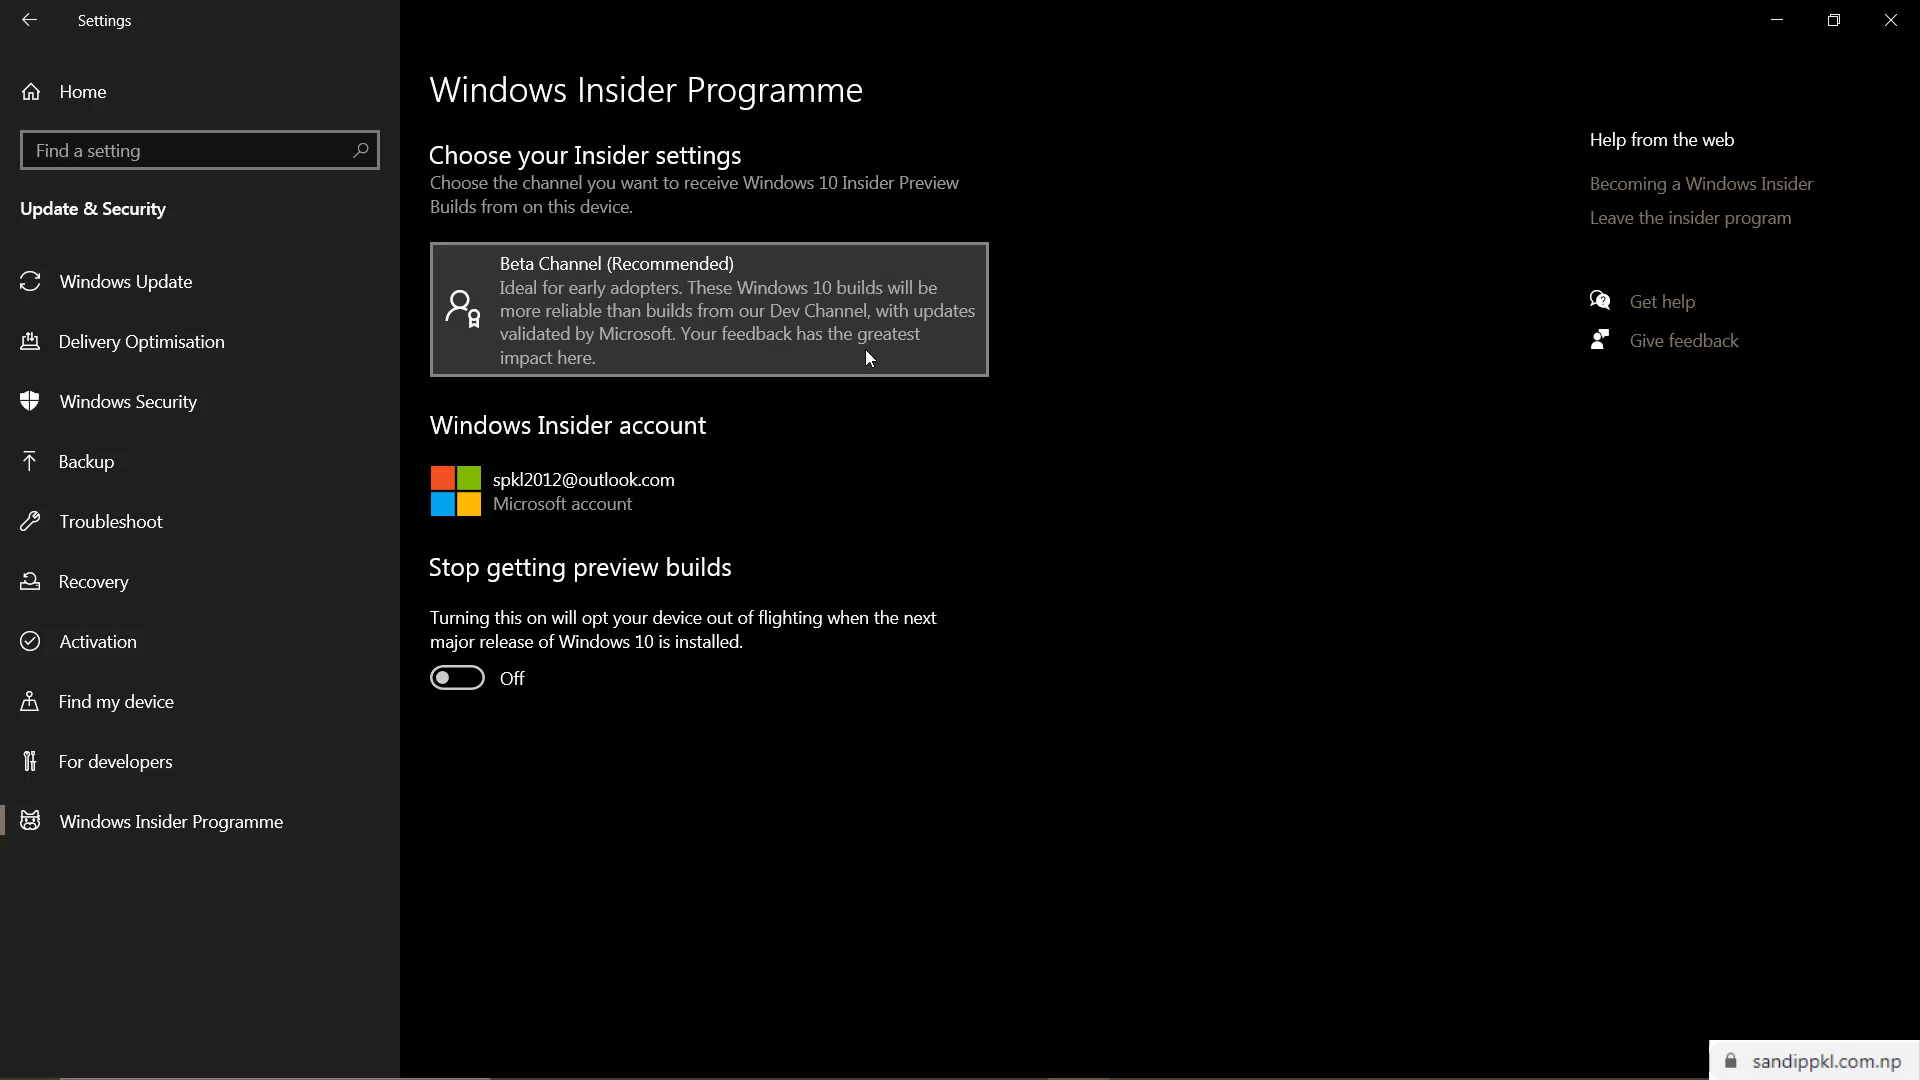 Settings
Home
Find a setting
Update & Security
Windows Update
Delivery Optimisation
Windows Security
Backup
Troubleshoot
Recovery
Activation
Find my device
For developers
Windows Insider Programme
Windows Insider Programme
Choose your Insider settings
Choose the channel you want to receive Windows 10 Insider Preview
Builds from on this device.
Beta Channel (Recommended)
Ideal for early adopters. These Windows 10 builds will be
more reliable than builds from our Dev Channel, with updates
validated by Microsoft. Your feedback has the greatest
impact here.
Windows Insider account
spkl2012@outlook.com
Microsoft account
Stop getting preview builds
Turning this on will opt your device out of flighting when the next
major release of Windows 10 is installed.
Off
Help from the web
Becoming a Windows Insider
Leave the insider program
Get help
Give feedback
sandippkl.com.np